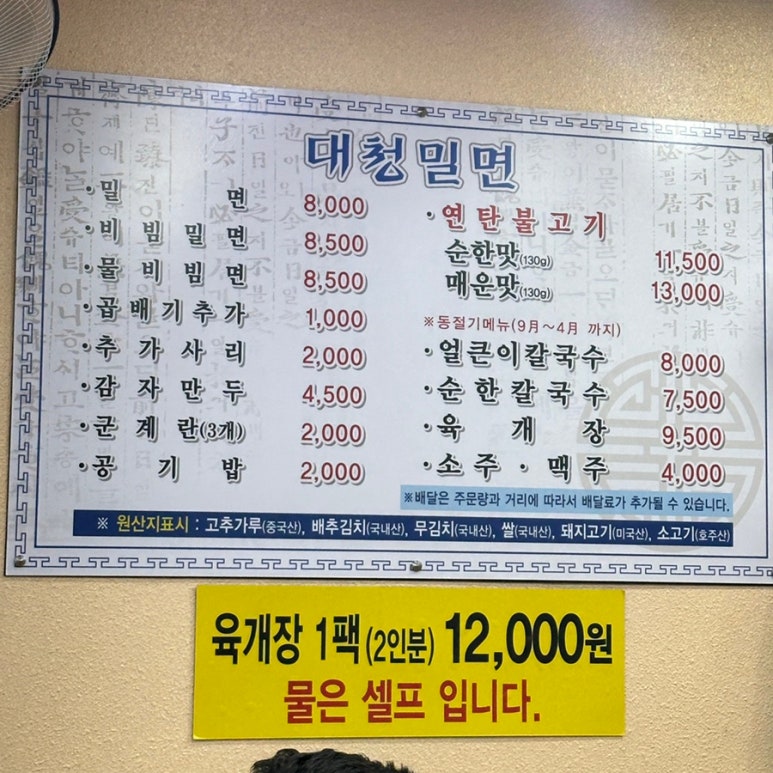 대청밀면
·밀면 8,000
·비빔밀면 8,500
·물비빔면 8,500
·곱배기추가 1,000
·추가사리 2,000
·감자만두 4,500
·군계란(3개) 2,000
·공기밥 2,000
·연탄불고기
순한맛(130g) 11,500
매운맛(130g) 13,000
※동절기메뉴(9月~4月 까지)
·얼큰이칼국수 8,000
·순한칼국수 7,500
·육개장 9,500
·소주·맥주 4,000
※배달은 주문량과 거리에 따라서 배달료가 추가될 수 있습니다.
※ 원산지표시 : 고추가루(중국산), 배추김치(국내산), 무김치(국내산), 쌀(국내산), 돼지고기(미국산), 소고기(호주산)
육개장 1팩(2인분) 12,000원
물은 셀프 입니다.